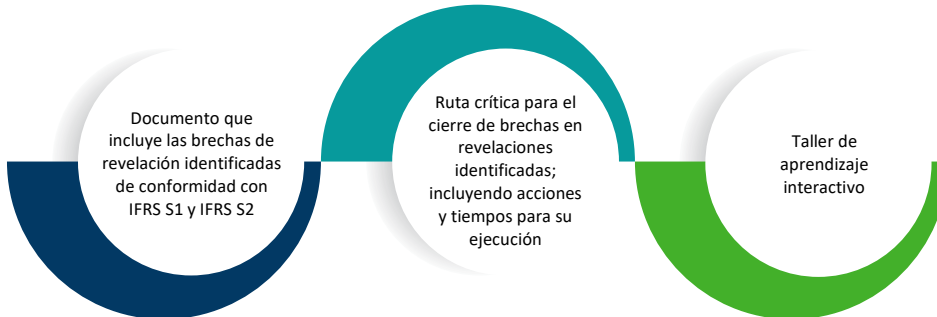 Documento que
incluye las brechas de
revelación identificadas
de conformidad con
IFRS S1 y IFRS S2
Ruta crítica para el
cierre de brechas en
revelaciones
identificadas;
incluyendo acciones
y tiempos para su
ejecución
Taller de
aprendizaje
interactivo